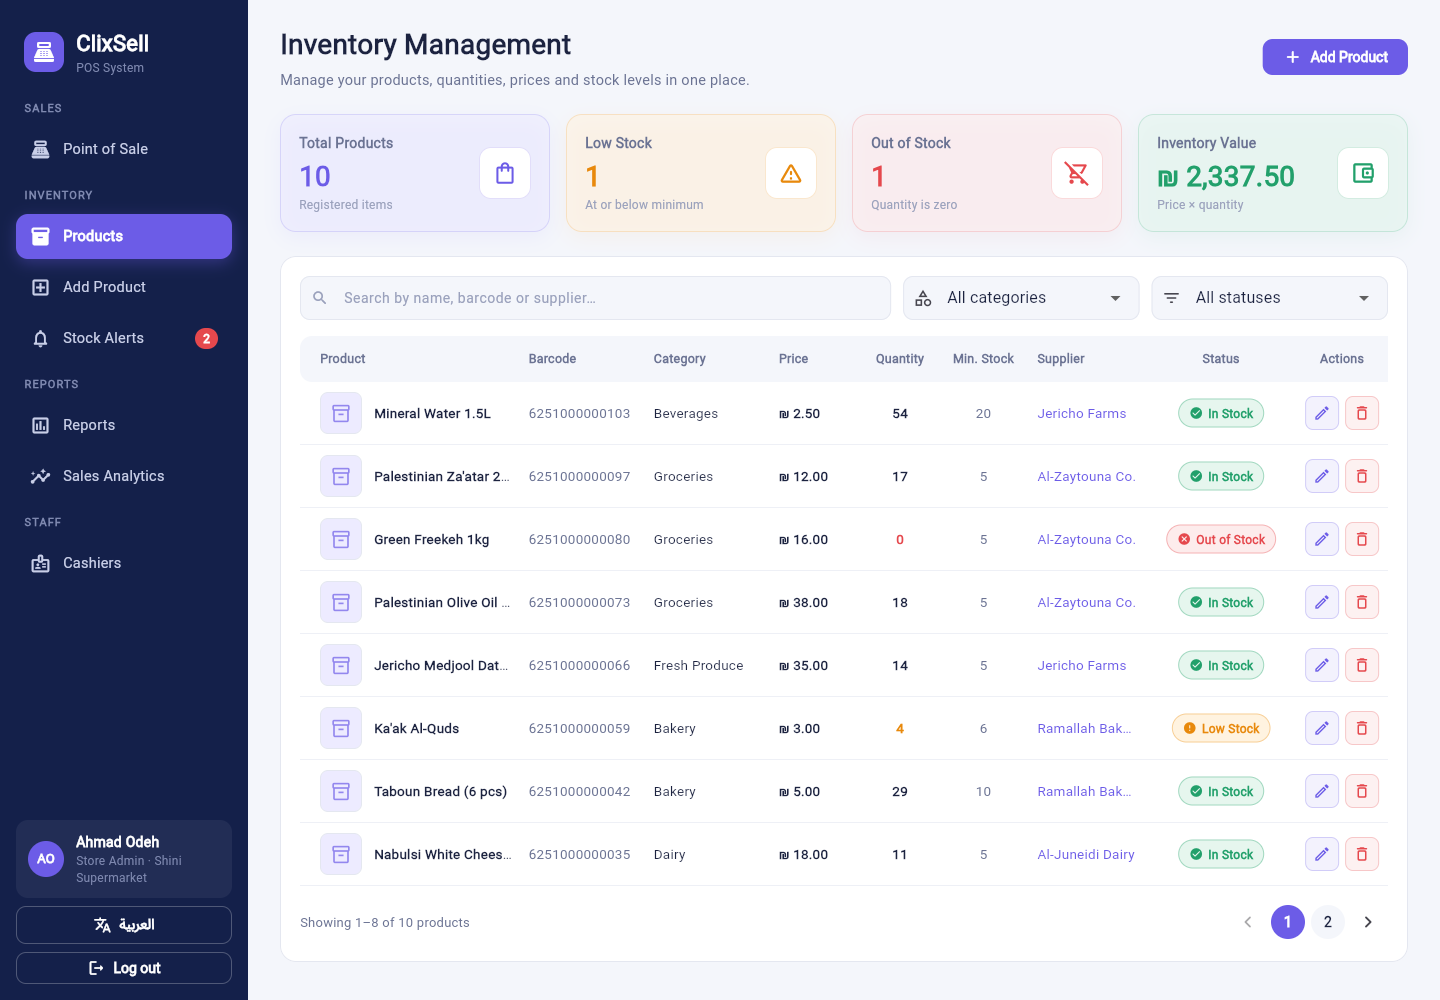 ClixSell
POS System
SALES
Point of Sale
INVENTORY
Products
Add Product
Stock Alerts 2
REPORTS
Reports
Sales Analytics
STAFF
Cashiers
AO
Ahmad Odeh
Store Admin · Shini
Supermarket
العربية
Log out
Inventory Management
Manage your products, quantities, prices and stock levels in one place.
Add Product
Total Products
10
Registered items
Low Stock
1
At or below minimum
Out of Stock
1
Quantity is zero
Inventory Value
₪ 2,337.50
Price × quantity
Search by name, barcode or supplier...
All categories
All statuses
Product Barcode Category Price Quantity Min. Stock Supplier Status Actions
Mineral Water 1.5L 6251000000103 Beverages ₪ 2.50 54 20 Jericho Farms In Stock
Palestinian Za'atar 2... 6251000000097 Groceries ₪ 12.00 17 5 Al-Zaytouna Co. In Stock
Green Freekeh 1kg 6251000000080 Groceries ₪ 16.00 0 5 Al-Zaytouna Co. Out of Stock
Palestinian Olive Oil ... 6251000000073 Groceries ₪ 38.00 18 5 Al-Zaytouna Co. In Stock
Jericho Medjool Dat... 6251000000066 Fresh Produce ₪ 35.00 14 5 Jericho Farms In Stock
Ka'ak Al-Quds 6251000000059 Bakery ₪ 3.00 4 6 Ramallah Bak... Low Stock
Taboun Bread (6 pcs) 6251000000042 Bakery ₪ 5.00 29 10 Ramallah Bak... In Stock
Nabulsi White Chees... 6251000000035 Dairy ₪ 18.00 11 5 Al-Juneidi Dairy In Stock
Showing 1–8 of 10 products
1 2